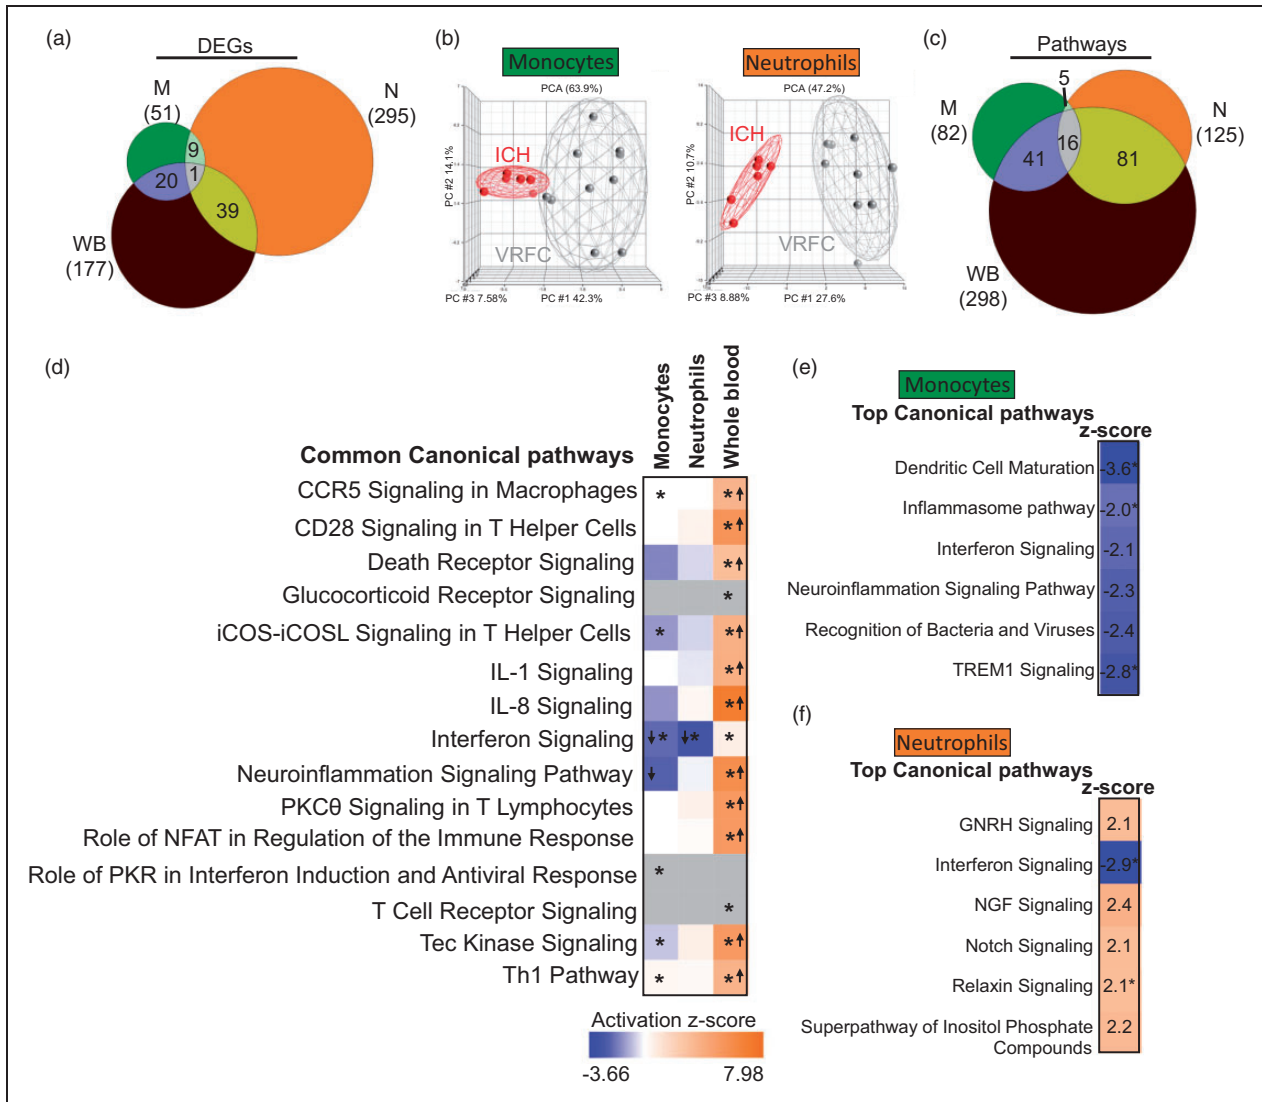 (a)
DEGs
M
(51)
N
(295)
9
1
20
39
WB
(177)
(b)
Monocytes
PCA (63.9%)
ICH
VRFC
PC #2 14.1%
PC #3 7.58%
PC #1 42.3%
Neutrophils
PCA (47.2%)
ICH
VRFC
PC #2 10.7%
PC #3 8.88%
PC #1 27.6%
(c)
Pathways
5
M
(82)
N
(125)
16
41
81
WB
(298)
(d)
Monocytes
Neutrophils
Whole blood
Common Canonical pathways
CCR5 Signaling in Macrophages * *↑
CD28 Signaling in T Helper Cells *↑
Death Receptor Signaling *↑
Glucocorticoid Receptor Signaling *
iCOS-iCOSL Signaling in T Helper Cells * *↑
IL-1 Signaling *↑
IL-8 Signaling *↑
Interferon Signaling ↓* ↓* *
Neuroinflammation Signaling Pathway ↓ *↑
PKCθ Signaling in T Lymphocytes *↑
Role of NFAT in Regulation of the Immune Response *↑
Role of PKR in Interferon Induction and Antiviral Response *
T Cell Receptor Signaling *
Tec Kinase Signaling * *↑
Th1 Pathway * *↑
Activation z-score
-3.66 7.98
(e)
Monocytes
Top Canonical pathways
z-score
Dendritic Cell Maturation -3.6*
Inflammasome pathway -2.0*
Interferon Signaling -2.1
Neuroinflammation Signaling Pathway -2.3
Recognition of Bacteria and Viruses -2.4
TREM1 Signaling -2.8*
(f)
Neutrophils
Top Canonical pathways
z-score
GNRH Signaling 2.1
Interferon Signaling -2.9*
NGF Signaling 2.4
Notch Signaling 2.1
Relaxin Signaling 2.1*
Superpathway of Inositol Phosphate 2.2
Compounds